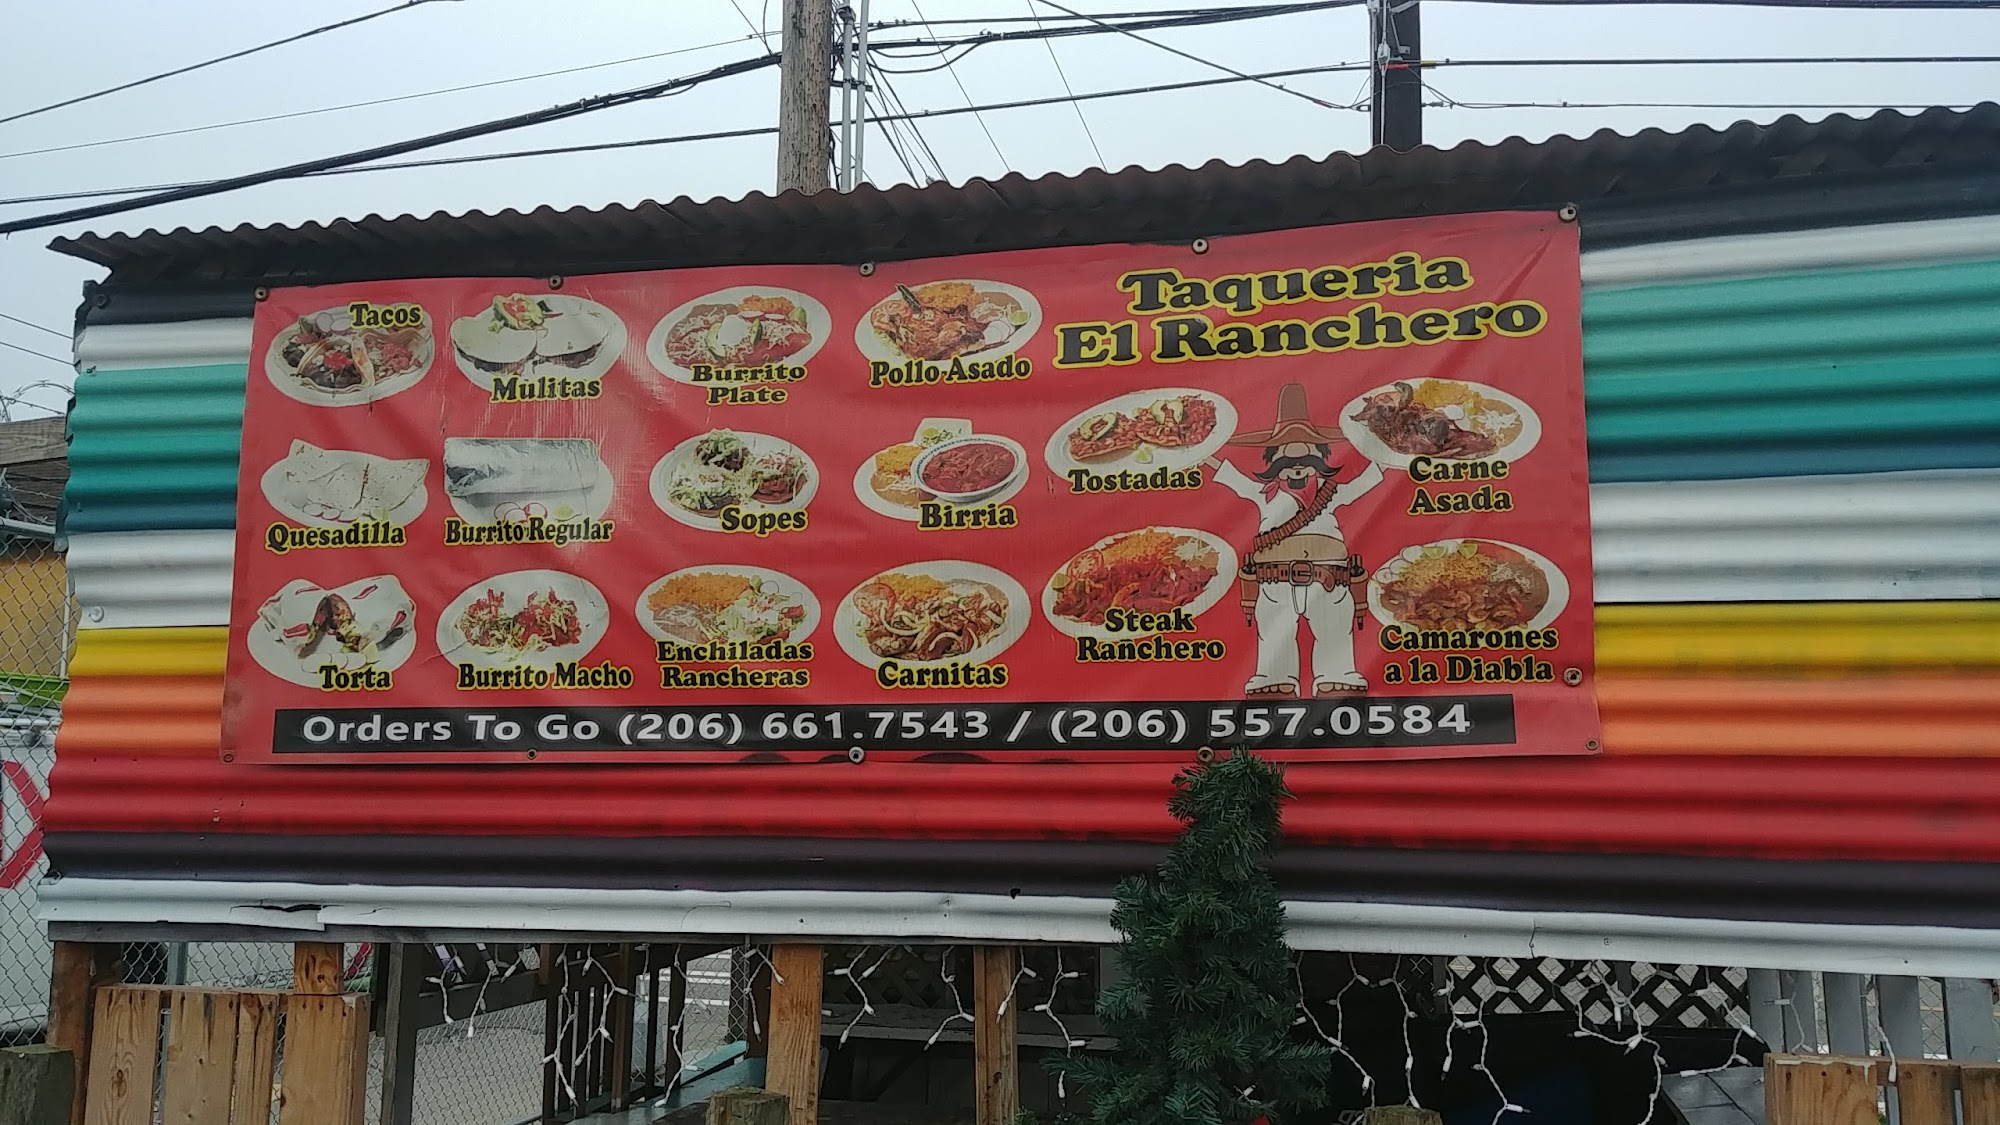 Taqueria
El Ranchero
Tacos
Mulitas
Burrito
Plate
Pollo Asado
Quesadilla
Burrito Regular
Sopes
Birria
Tostadas
Carne
Asada
Torta
Burrito Macho
Enchiladas
Rancheras
Carnitas
Steak
Ranchero
Camarones
a la Diabla
Orders To Go (206) 661.7543 / (206) 557.0584